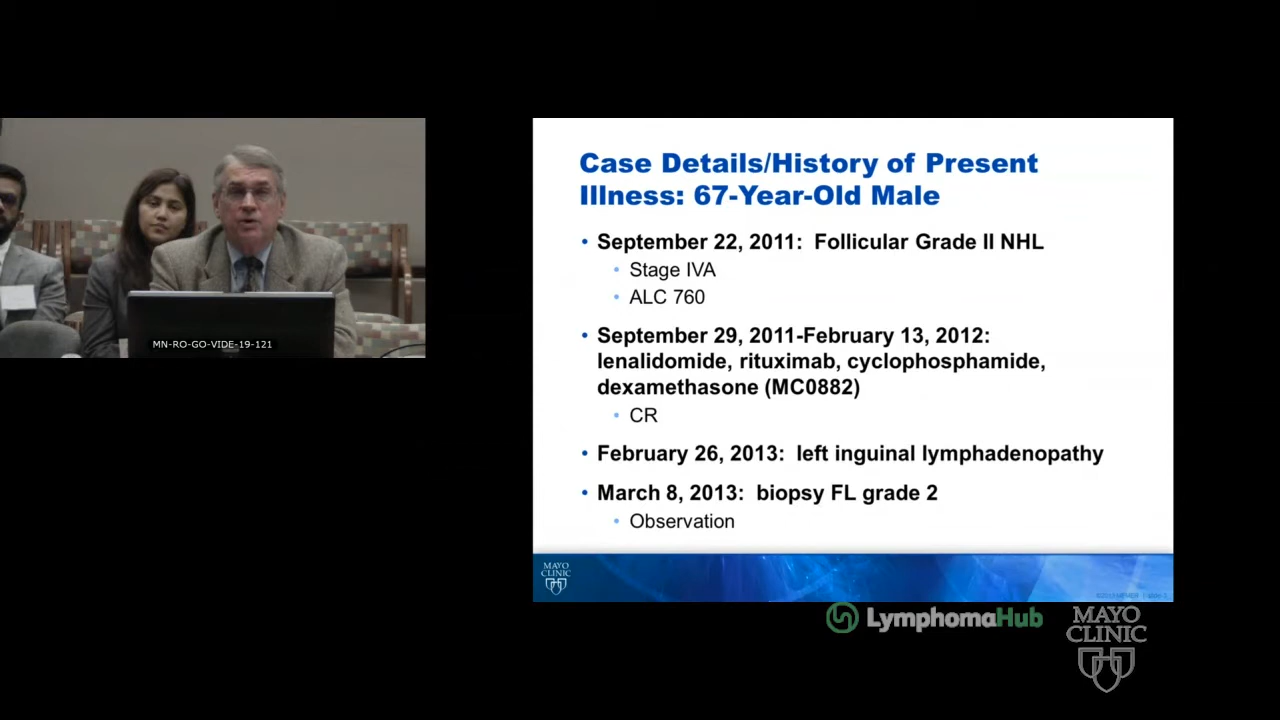 Case Details/History of Present
Illness: 67-Year-Old Male
• September 22, 2011: Follicular Grade II NHL
• Stage IVA
• ALC 760
• September 29, 2011-February 13, 2012:
lenalidomide, rituximab, cyclophosphamide,
dexamethasone (MC0882)
• CR
• February 26, 2013: left inguinal lymphadenopathy
• March 8, 2013: biopsy FL grade 2
• Observation
MN-RO-GO-VIDE-19-121
MAYO
CLINIC
LymphomaHub
MAYO
CLINIC